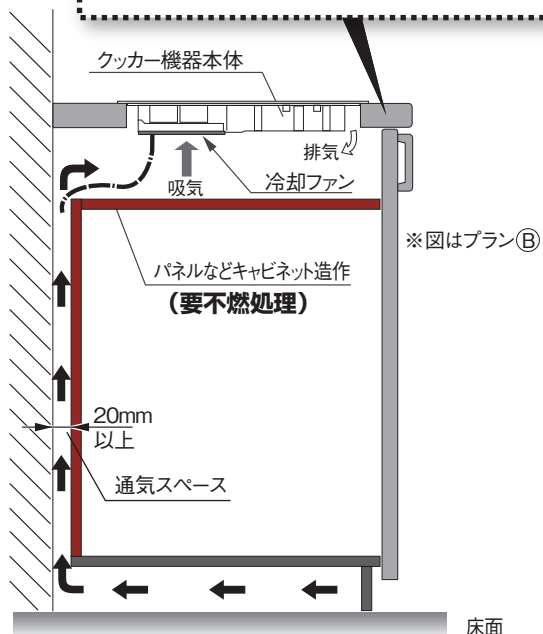 クッカー機器本体
排気
吸気
冷却ファン
※図はプランⒷ
パネルなどキャビネット造作
（要不燃処理）
20mm
以上
通気スペース
床面